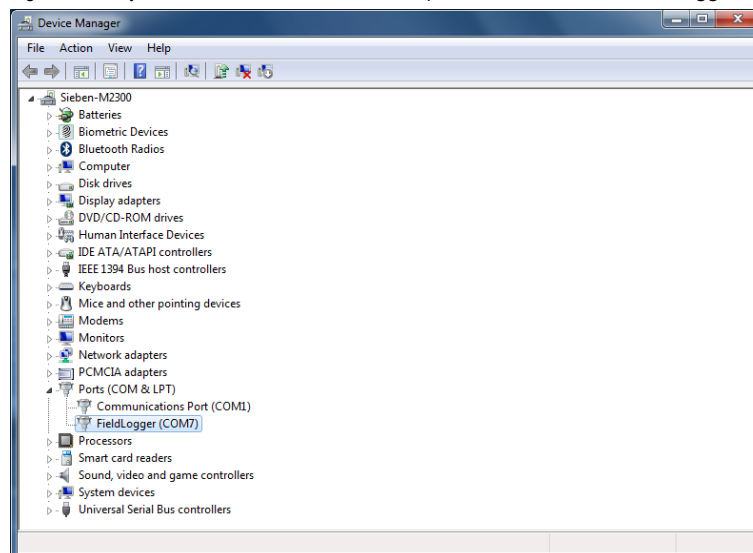 Device Manager
File Action View Help
Sieben-M2300
Batteries
Biometric Devices
Bluetooth Radios
Computer
Disk drives
Display adapters
DVD/CD-ROM drives
Human Interface Devices
IDE ATA/ATAPI controllers
IEEE 1394 Bus host controllers
Keyboards
Mice and other pointing devices
Modems
Monitors
Network adapters
PCMCIA adapters
Ports (COM & LPT)
Communications Port (COM1)
FieldLogger (COM7)
Processors
Smart card readers
Sound, video and game controllers
System devices
Universal Serial Bus controllers